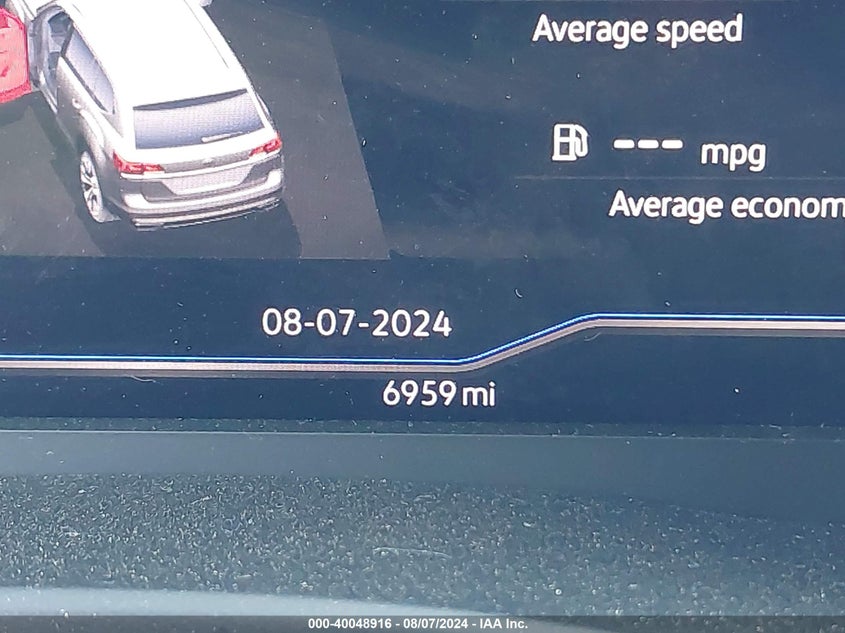 Average speed
--- mpg
Average econom
08-07-2024
6959 mi
000-40048916 - 08/07/2024 - IAA Inc.